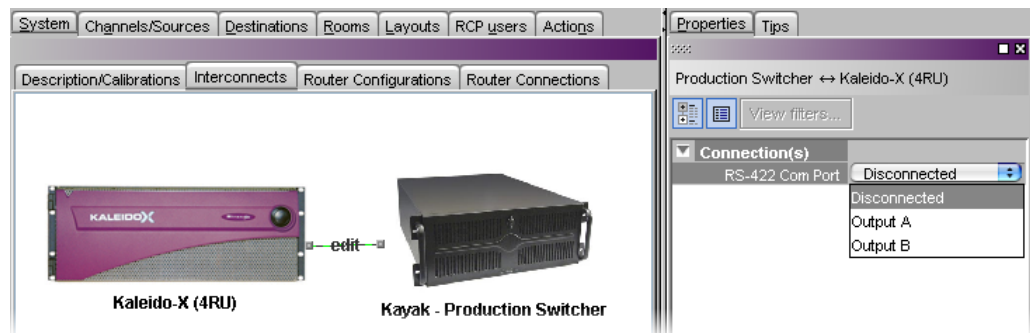 System Channels/Sources Destinations Rooms Layouts RCP users Actions
Description/Calibrations Interconnects Router Configurations Router Connections
KALEIDOX
edit
Kaleido-X (4RU)
Kayak - Production Switcher
Properties Tips
Production Switcher ↔ Kaleido-X (4RU)
View filters...
Connection(s)
RS-422 Com Port Disconnected
Disconnected
Output A
Output B